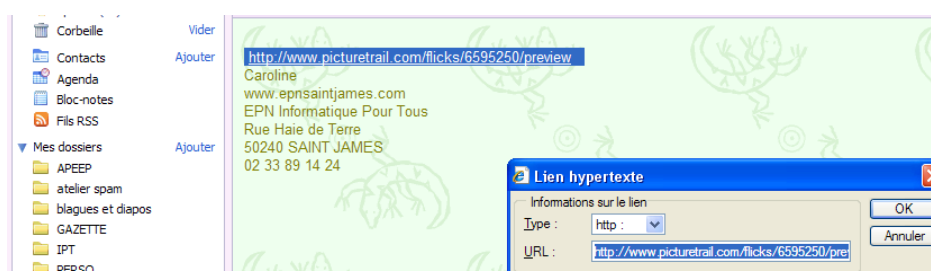 Corbeille Vider
Contacts Ajouter
Agenda
Bloc-notes
Fils RSS
Mes dossiers Ajouter
APEEP
atelier spam
blagues et diapos
GAZETTE
IPT
PERSO
http://www.picturetrail.com/flicks/6595250/preview
Caroline
www.epnsaintjames.com
EPN Informatique Pour Tous
Rue Haie de Terre
50240 SAINT JAMES
02 33 89 14 24
Lien hypertexte
Informations sur le lien
Type : http :
URL : http://www.picturetrail.com/flicks/6595250/pre
OK
Annuler